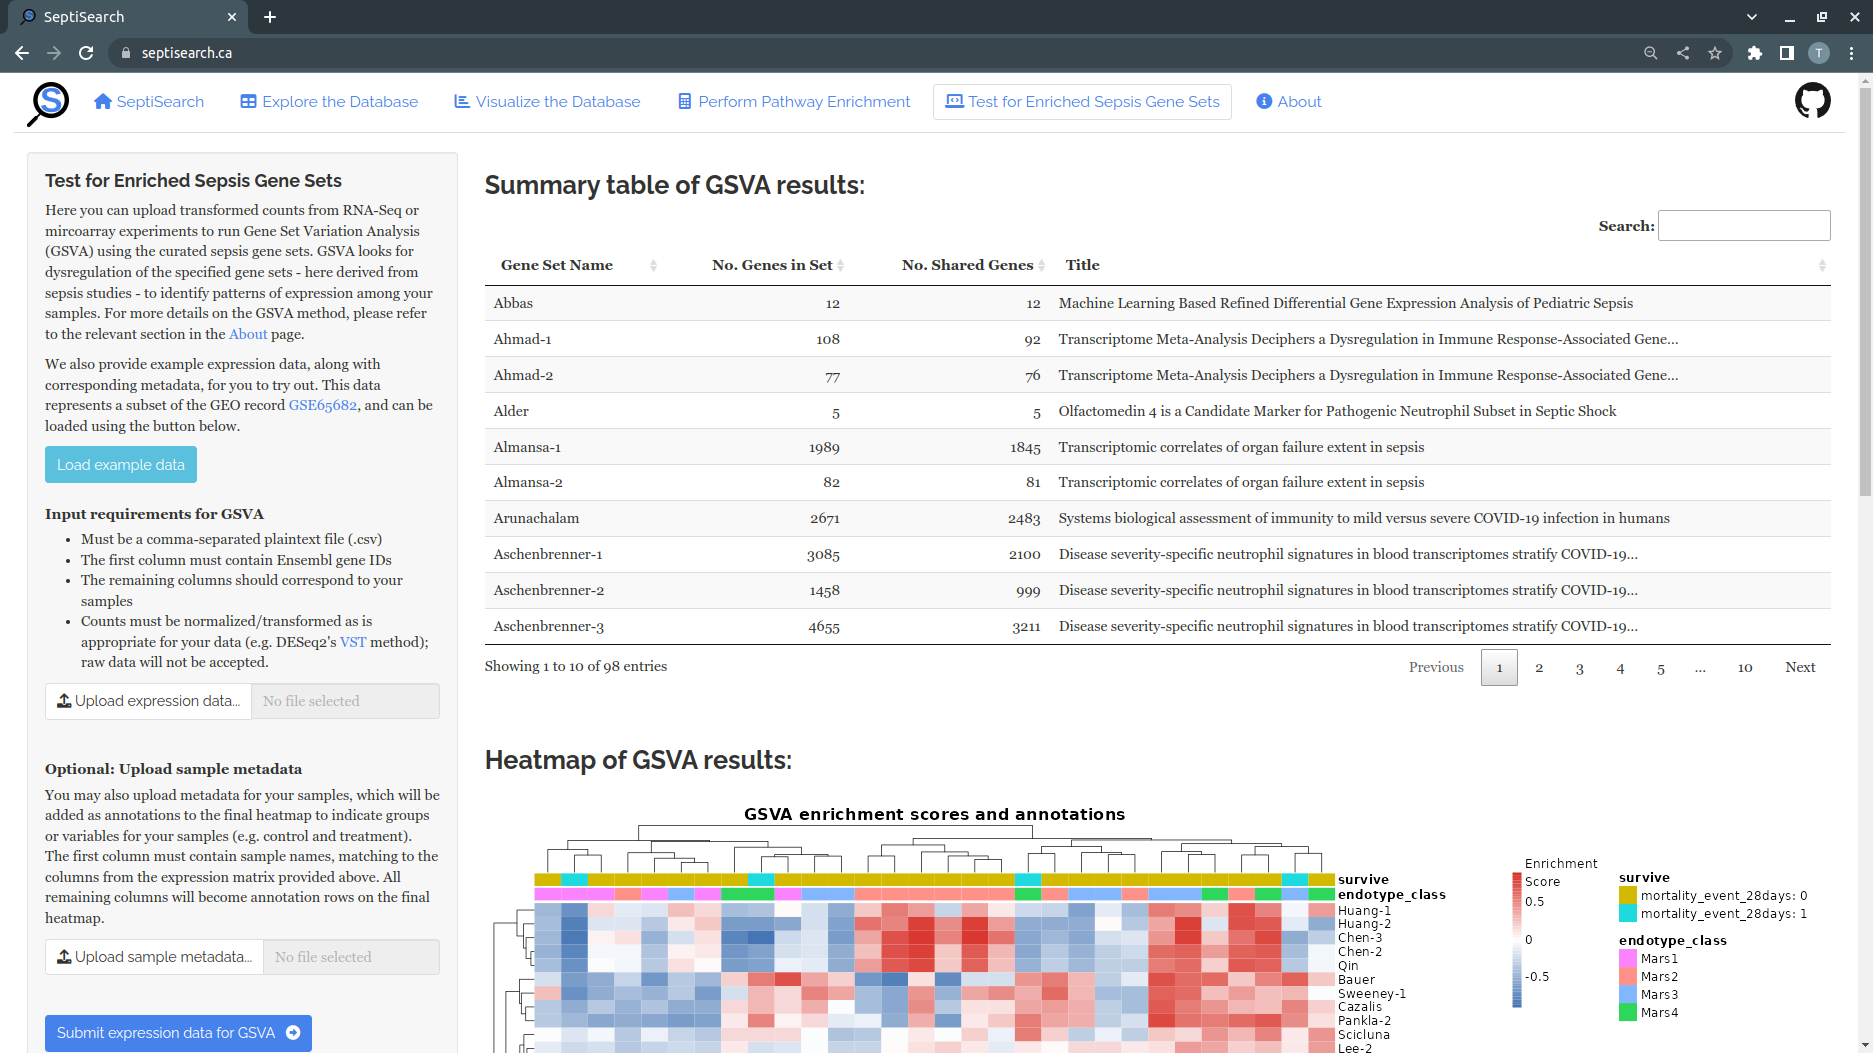 SeptiSearch
septisearch.ca
T
S
SeptiSearch
Explore the Database
Visualize the Database
Perform Pathway Enrichment
Test for Enriched Sepsis Gene Sets
About
Test for Enriched Sepsis Gene Sets
Here you can upload transformed counts from RNA-Seq or
mircoarray experiments to run Gene Set Variation Analysis
(GSVA) using the curated sepsis gene sets. GSVA looks for
dysregulation of the specified gene sets - here derived from
sepsis studies - to identify patterns of expression among your
samples. For more details on the GSVA method, please refer
to the relevant section in the About page.
We also provide example expression data, along with
corresponding metadata, for you to try out. This data
represents a subset of the GEO record GSE65682, and can be
loaded using the button below.
Load example data
Input requirements for GSVA
Must be a comma-separated plaintext file (.csv)
The first column must contain Ensembl gene IDs
The remaining columns should correspond to your
samples
Counts must be normalized/transformed as is
appropriate for your data (e.g. DESeq2's VST method);
raw data will not be accepted.
Upload expression data... No file selected
Optional: Upload sample metadata
You may also upload metadata for your samples, which will be
added as annotations to the final heatmap to indicate groups
or variables for your samples (e.g. control and treatment).
The first column must contain sample names, matching to the
columns from the expression matrix provided above. All
remaining columns will become annotation rows on the final
heatmap.
Upload sample metadata... No file selected
Submit expression data for GSVA
Summary table of GSVA results:
Search:
Gene Set Name No. Genes in Set No. Shared Genes Title
Abbas 12 12 Machine Learning Based Refined Differential Gene Expression Analysis of Pediatric Sepsis
Ahmad-1 108 92 Transcriptome Meta-Analysis Deciphers a Dysregulation in Immune Response-Associated Gene...
Ahmad-2 77 76 Transcriptome Meta-Analysis Deciphers a Dysregulation in Immune Response-Associated Gene...
Alder 5 5 Olfactomedin 4 is a Candidate Marker for Pathogenic Neutrophil Subset in Septic Shock
Almansa-1 1989 1845 Transcriptomic correlates of organ failure extent in sepsis
Almansa-2 82 81 Transcriptomic correlates of organ failure extent in sepsis
Arunachalam 2671 2483 Systems biological assessment of immunity to mild versus severe COVID-19 infection in humans
Aschenbrenner-1 3085 2100 Disease severity-specific neutrophil signatures in blood transcriptomes stratify COVID-19...
Aschenbrenner-2 1458 999 Disease severity-specific neutrophil signatures in blood transcriptomes stratify COVID-19...
Aschenbrenner-3 4655 3211 Disease severity-specific neutrophil signatures in blood transcriptomes stratify COVID-19...
Showing 1 to 10 of 98 entries
Previous 1 2 3 4 5 ... 10 Next
Heatmap of GSVA results:
GSVA enrichment scores and annotations
survive
endotype_class
Huang-1
Huang-2
Chen-3
Chen-2
Qin
Bauer
Sweeney-1
Cazalis
Pankla-2
Scicluna
Lee-2
Enrichment
Score
0.5
0
-0.5
survive
mortality_event_28days: 0
mortality_event_28days: 1
endotype_class
Mars1
Mars2
Mars3
Mars4